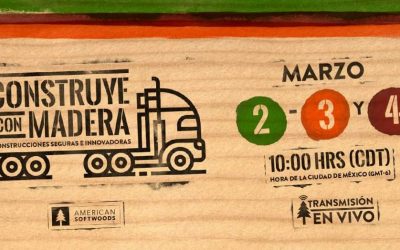 CONSTRUYE
CON MADERA
CONSTRUCCIONES SEGURAS E INNOVADORAS
AMERICAN
SOFTWOODS
MARZO
2 - 3 Y 4
10:00 HRS (CDT)
HORA DE LA CIUDAD DE MÉXICO (GMT-6)
TRANSMISIÓN
EN VIVO